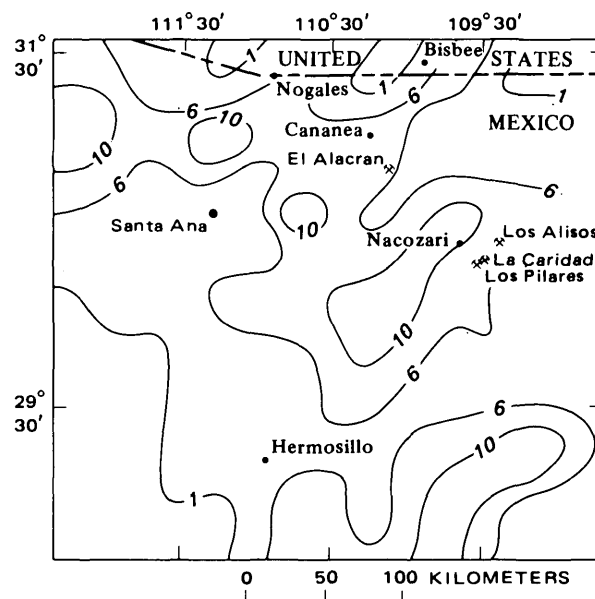 111° 30' 110° 30' 109° 30'
31° 30'
1 UNITED Bisbee STATES
Nogales 1 1
6 10 6 MEXICO
Cananea
10 El Alacran
6 6
Santa Ana 10 Nacozari Los Alisos
La Caridad
Los Pilares
10
6
29° 30' 6
10
Hermosillo
1
0 50 100 KILOMETERS